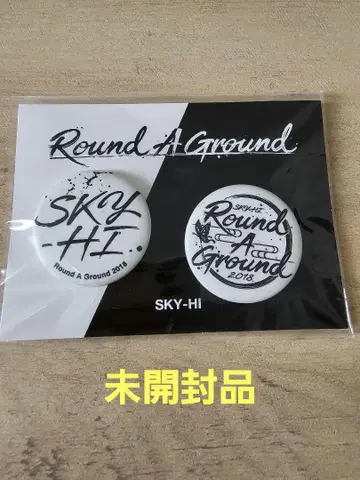 Round A Ground
SKY
-HI.
Round A Ground 2018
SKY-HI
Round
A
Ground
2018
SKY-HI
未開封品